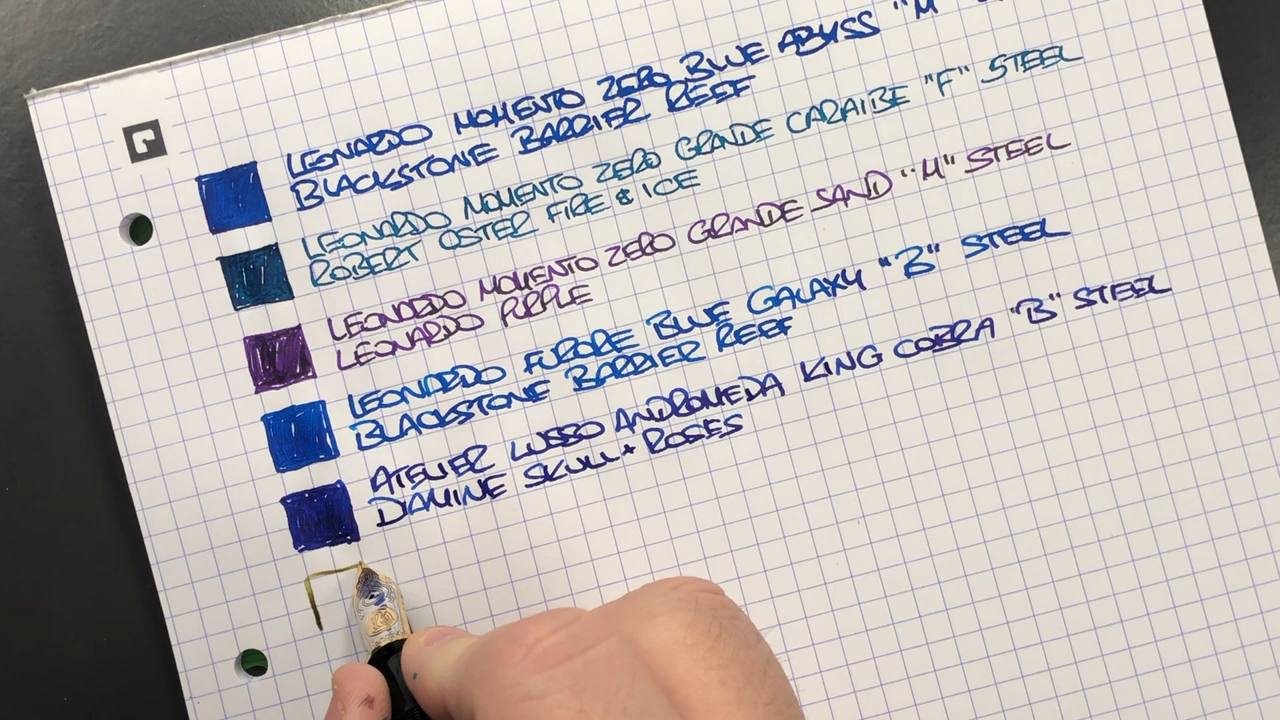 LEONARDO MOMENTO ZERO BLUE ABYSS "M"
BLACKSTONE BARRIER REEF
LEONARDO MOMENTO ZERO GRANDE CARAIBE "F" STEEL
ROBERT OSTER FIRE & ICE
LEONARDO MOMENTO ZERO GRANDE SAND "M" STEEL
LEONARDO PURPLE
LEONARDO FURORE BLUE GALAXY "B" STEEL
BLACKSTONE BARRIER REEF
ATELIER LUSSO ANDROMEDA KING COBRA "B" STEEL
DIAMINE SKULL + ROSES